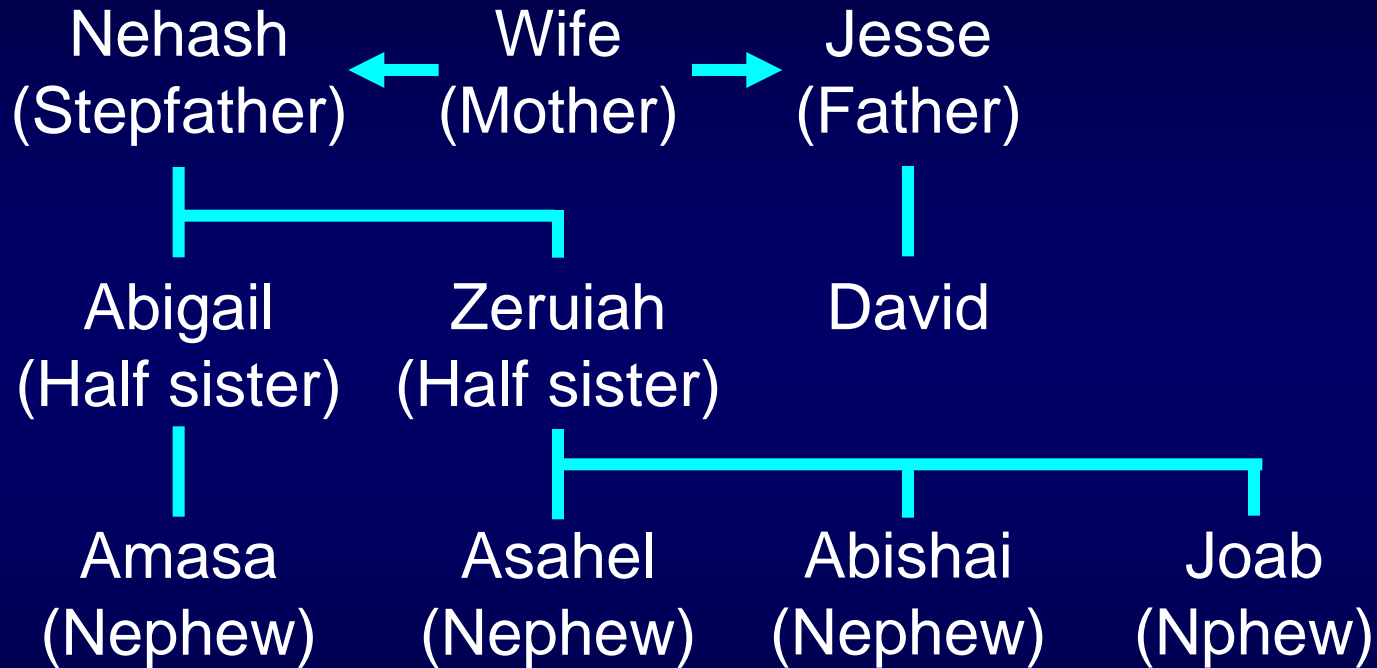 Nehash Wife Jesse
(Stepfather) (Mother) (Father)
Abigail Zeruiah David
(Half sister) (Half sister)
Amasa Asahel Abishai Joab
(Nephew) (Nephew) (Nephew) (Nphew)